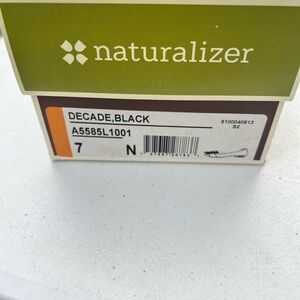 naturalizer
DECADE,BLACK
5100040813
S2
A5585L1001
7 N